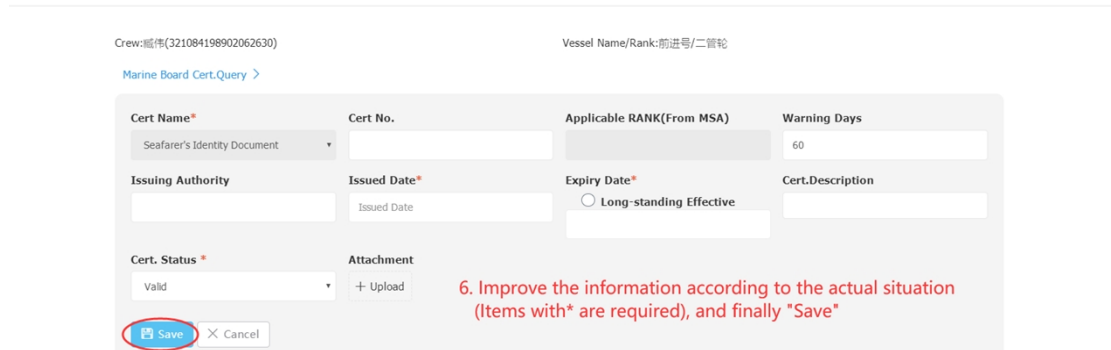 Crew:臧伟(321084198902062630)
Vessel Name/Rank:前进号/二管轮
Marine Board Cert.Query >
Cert Name*
Cert No.
Applicable RANK(From MSA)
Warning Days
Seafarer's Identity Document
60
Issuing Authority
Issued Date*
Expiry Date*
Cert.Description
Issued Date
Long-standing Effective
Cert. Status *
Attachment
Valid
+ Upload
6. Improve the information according to the actual situation
(Items with* are required), and finally "Save"
Save
× Cancel